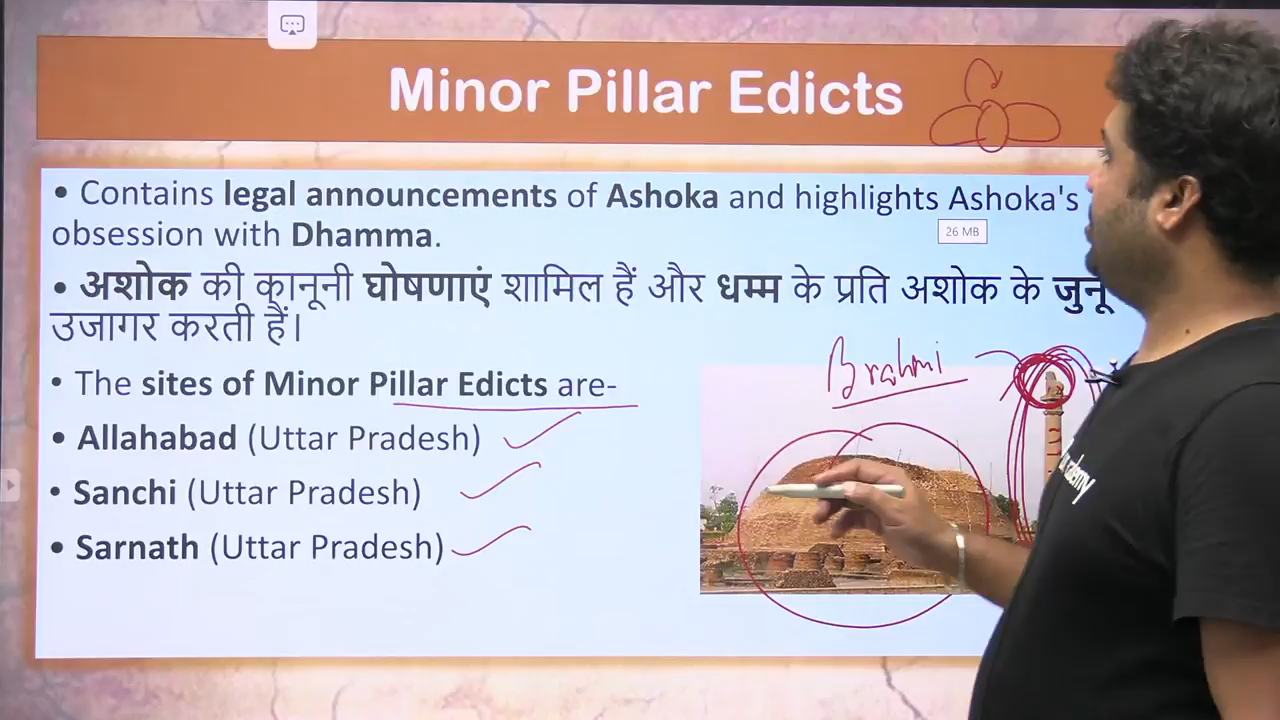 Minor Pillar Edicts
• Contains legal announcements of Ashoka and highlights Ashoka's
obsession with Dhamma.
26 MB
• अशोक की क़ानूनी घोषणाएं शामिल हैं और धम्म के प्रति अशोक के
उजागर करती हैं।
Brahmi
• The sites of Minor Pillar Edicts are-
• Allahabad (Uttar Pradesh)
• Sanchi (Uttar Pradesh)
• Sarnath (Uttar Pradesh)